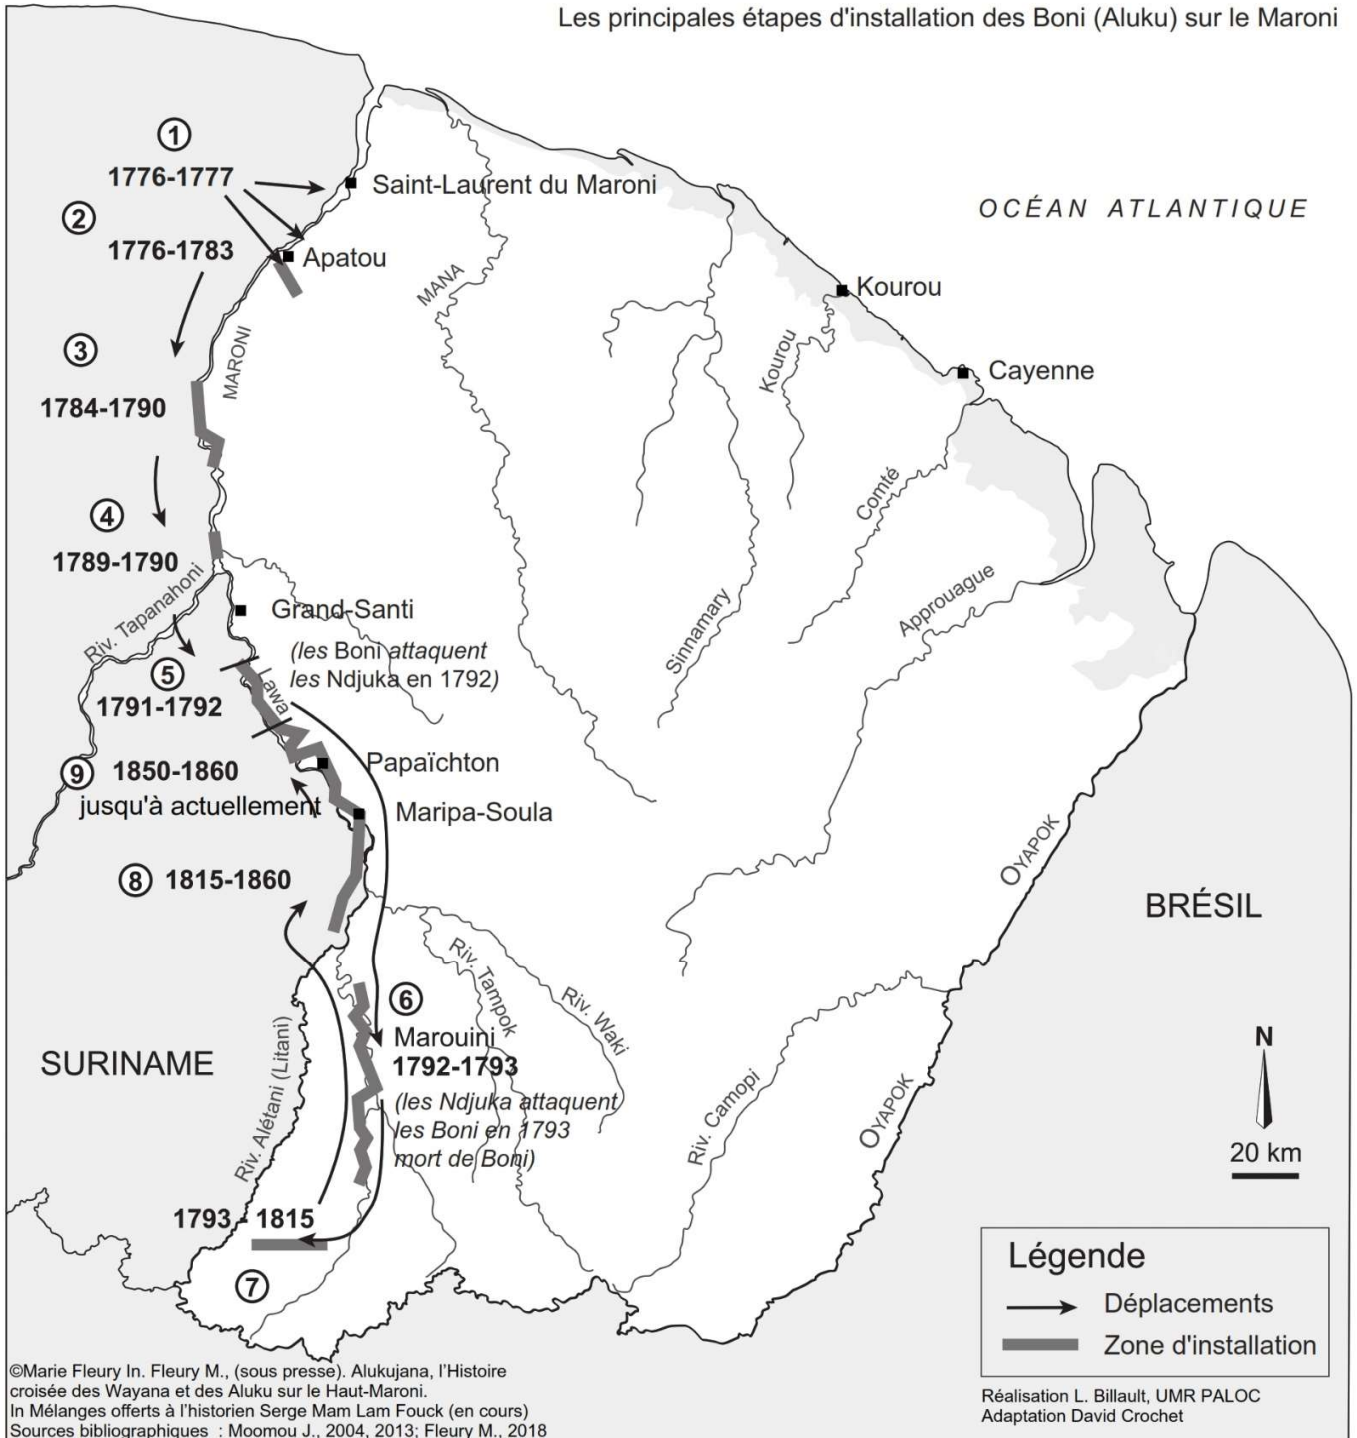 Les principales étapes d'installation des Boni (Aluku) sur le Maroni
①
1776-1777
Saint-Laurent du Maroni
OCÉAN ATLANTIQUE
②
1776-1783
Apatou
MANA
Kourou
Kourou
③
MARONI
1784-1790
Cayenne
④
1789-1790
Comté
Riv. Tapanahoni
Grand-Santi
Sinnamary
Approuague
(les Boni attaquent
les Ndjuka en 1792)
⑤
1791-1792
Lawa
⑨ 1850-1860
jusqu'à actuellement
Papaïchton
Maripa-Soula
⑧ 1815-1860
OYAPOK
BRÉSIL
Riv. Tampok
Riv. Waki
⑥
Marouini
1792-1793
(les Ndjuka attaquent
les Boni en 1793
mort de Boni)
SURINAME
Riv. Alétani (Litani)
Riv. Camopi
OYAPOK
N
20 km
1793 - 1815
⑦
Légende
Déplacements
Zone d'installation
©Marie Fleury In. Fleury M., (sous presse). Alukujana, l'Histoire
croisée des Wayana et des Aluku sur le Haut-Maroni.
In Mélanges offerts à l'historien Serge Mam Lam Fouck (en cours)
Sources bibliographiques : Moomou J., 2004, 2013; Fleury M., 2018
Réalisation L. Billault, UMR PALOC
Adaptation David Crochet